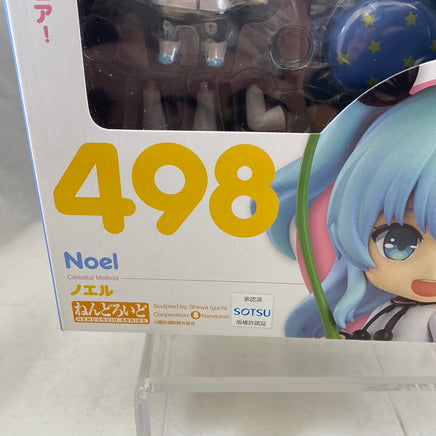 ア!
498
Noel
Celestial Method
ノエル
ねんどろいど
NENDOROID SERIES
Sculpted by: Shinya Iguchi
Cooperation: Nendoron
承認済
SOTSU
版権許諾証